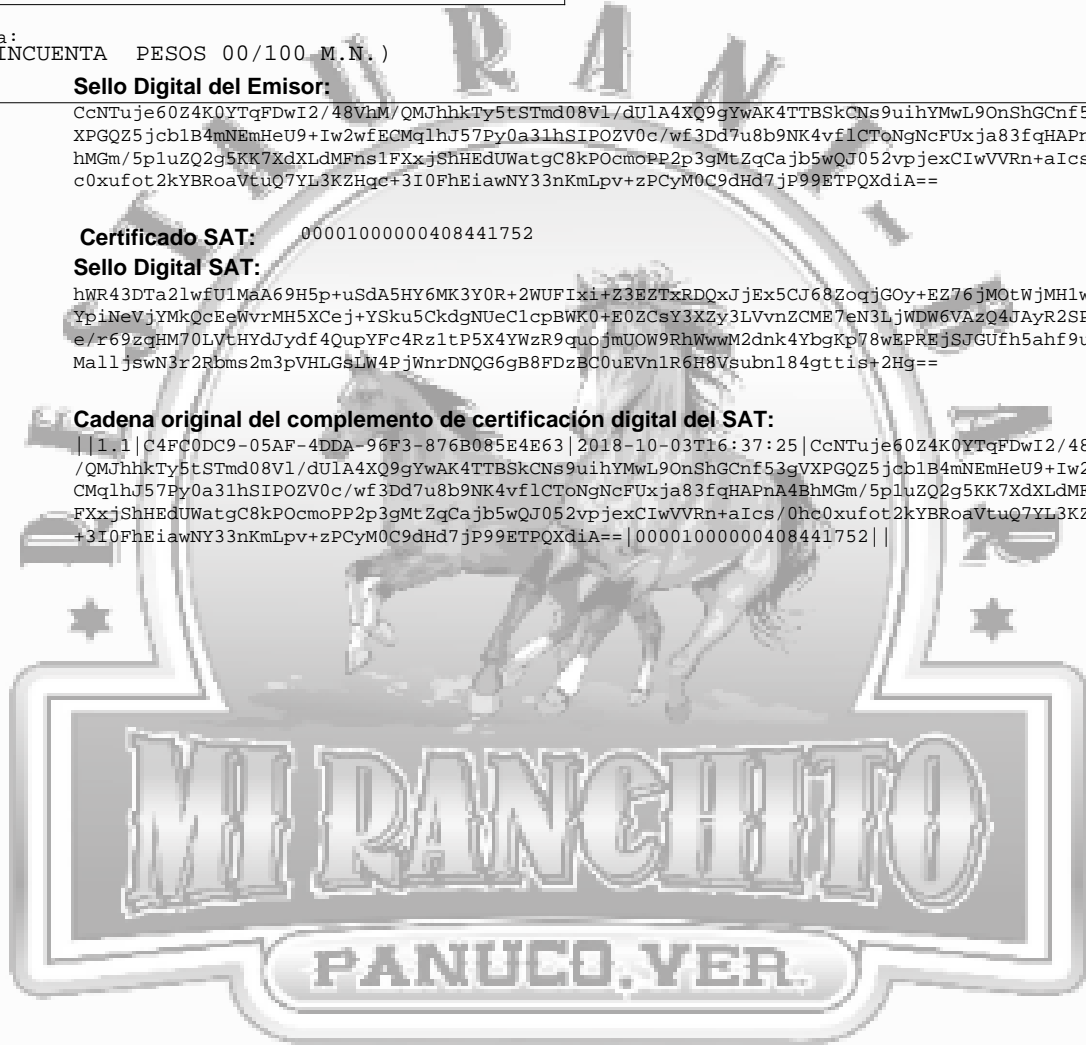 a:
INCUENTA PESOS 00/100 M.N.)
Sello Digital del Emisor:
CcNTuje60Z4K0YTqFDwI2/48VhM/QMJhhkTy5tSTmd08Vl/dUlA4XQ9gYwAK4TTBSkCNs9uihYMwL9OnShGCnf5
XPGQZ5jcb1B4mNEmHeU9+Iw2wfECMqlhJ57Py0a31hSIPOZV0c/wf3Dd7u8b9NK4vflCToNgNcFUxja83fqHAPn
hMGm/5p1uZQ2g5KK7XdXLdMFns1FXxjShHEdUWatgC8kPOcmoPP2p3gMtZqCajb5wQJ052vpjexCIwVVRn+aIcs
c0xufot2kYBRoaVtuQ7YL3KZHqc+3I0FhEiawNY33nKmLpv+zPCyM0C9dHd7jP99ETPQXdiA==
Certificado SAT: 00001000000408441752
Sello Digital SAT:
hWR43DTa2lwfU1MaA69H5p+uSdA5HY6MK3Y0R+2WUFIxi+Z3EZTxRDQxJjEx5CJ68ZoqjGOy+EZ76jMOtWjMH1w
YpiNeVjYMkQcEeWvrMH5XCej+YSku5CkdgNUeC1cpBWK0+E0ZCsY3XZy3LVvnZCME7eN3LjWDW6VAzQ4JAyR2SP
e/r69zqHM70LVtHYdJydf4QupYFc4Rz1tP5X4YWzR9quojmUOW9RhWwwM2dnk4YbgKp78wEPREjSJGUfh5ahf9u
MalljswN3r2Rbms2m3pVHLGsLW4PjWnrDNQG6gB8FDzBC0uEVn1R6H8Vsubn184gttis+2Hg==
Cadena original del complemento de certificación digital del SAT:
||1.1|C4FC0DC9-05AF-4DDA-96F3-876B085E4E63|2018-10-03T16:37:25|CcNTuje60Z4K0YTqFDwI2/48
/QMJhhkTy5tSTmd08Vl/dUlA4XQ9gYwAK4TTBSkCNs9uihYMwL9OnShGCnf53gVXPGQZ5jcb1B4mNEmHeU9+Iw2
CMqlhJ57Py0a31hSIPOZV0c/wf3Dd7u8b9NK4vflCToNgNcFUxja83fqHAPnA4BhMGm/5p1uZQ2g5KK7XdXLdMF
FXxjShHEdUWatgC8kPOcmoPP2p3gMtZqCajb5wQJ052vpjexCIwVVRn+aIcs/0hc0xufot2kYBRoaVtuQ7YL3KZ
+3I0FhEiawNY33nKmLpv+zPCyM0C9dHd7jP99ETPQXdiA==|00001000000408441752||
MI RANCHITO
PANUCO, VER.